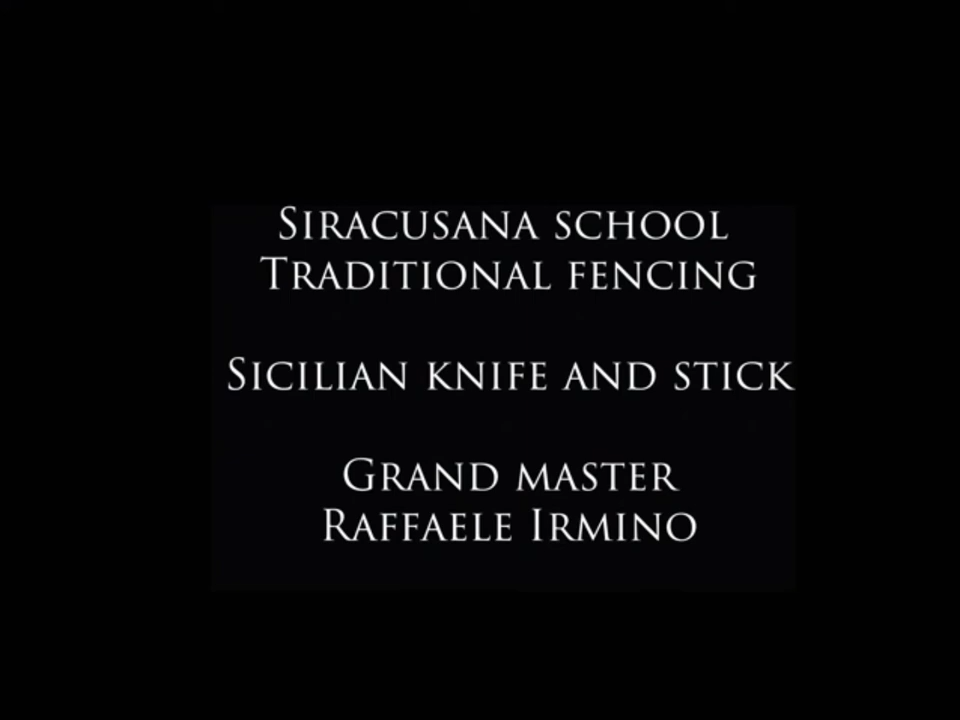 Siracusana school
Traditional fencing
Sicilian knife and stick
Grand master
Raffaele Irmino